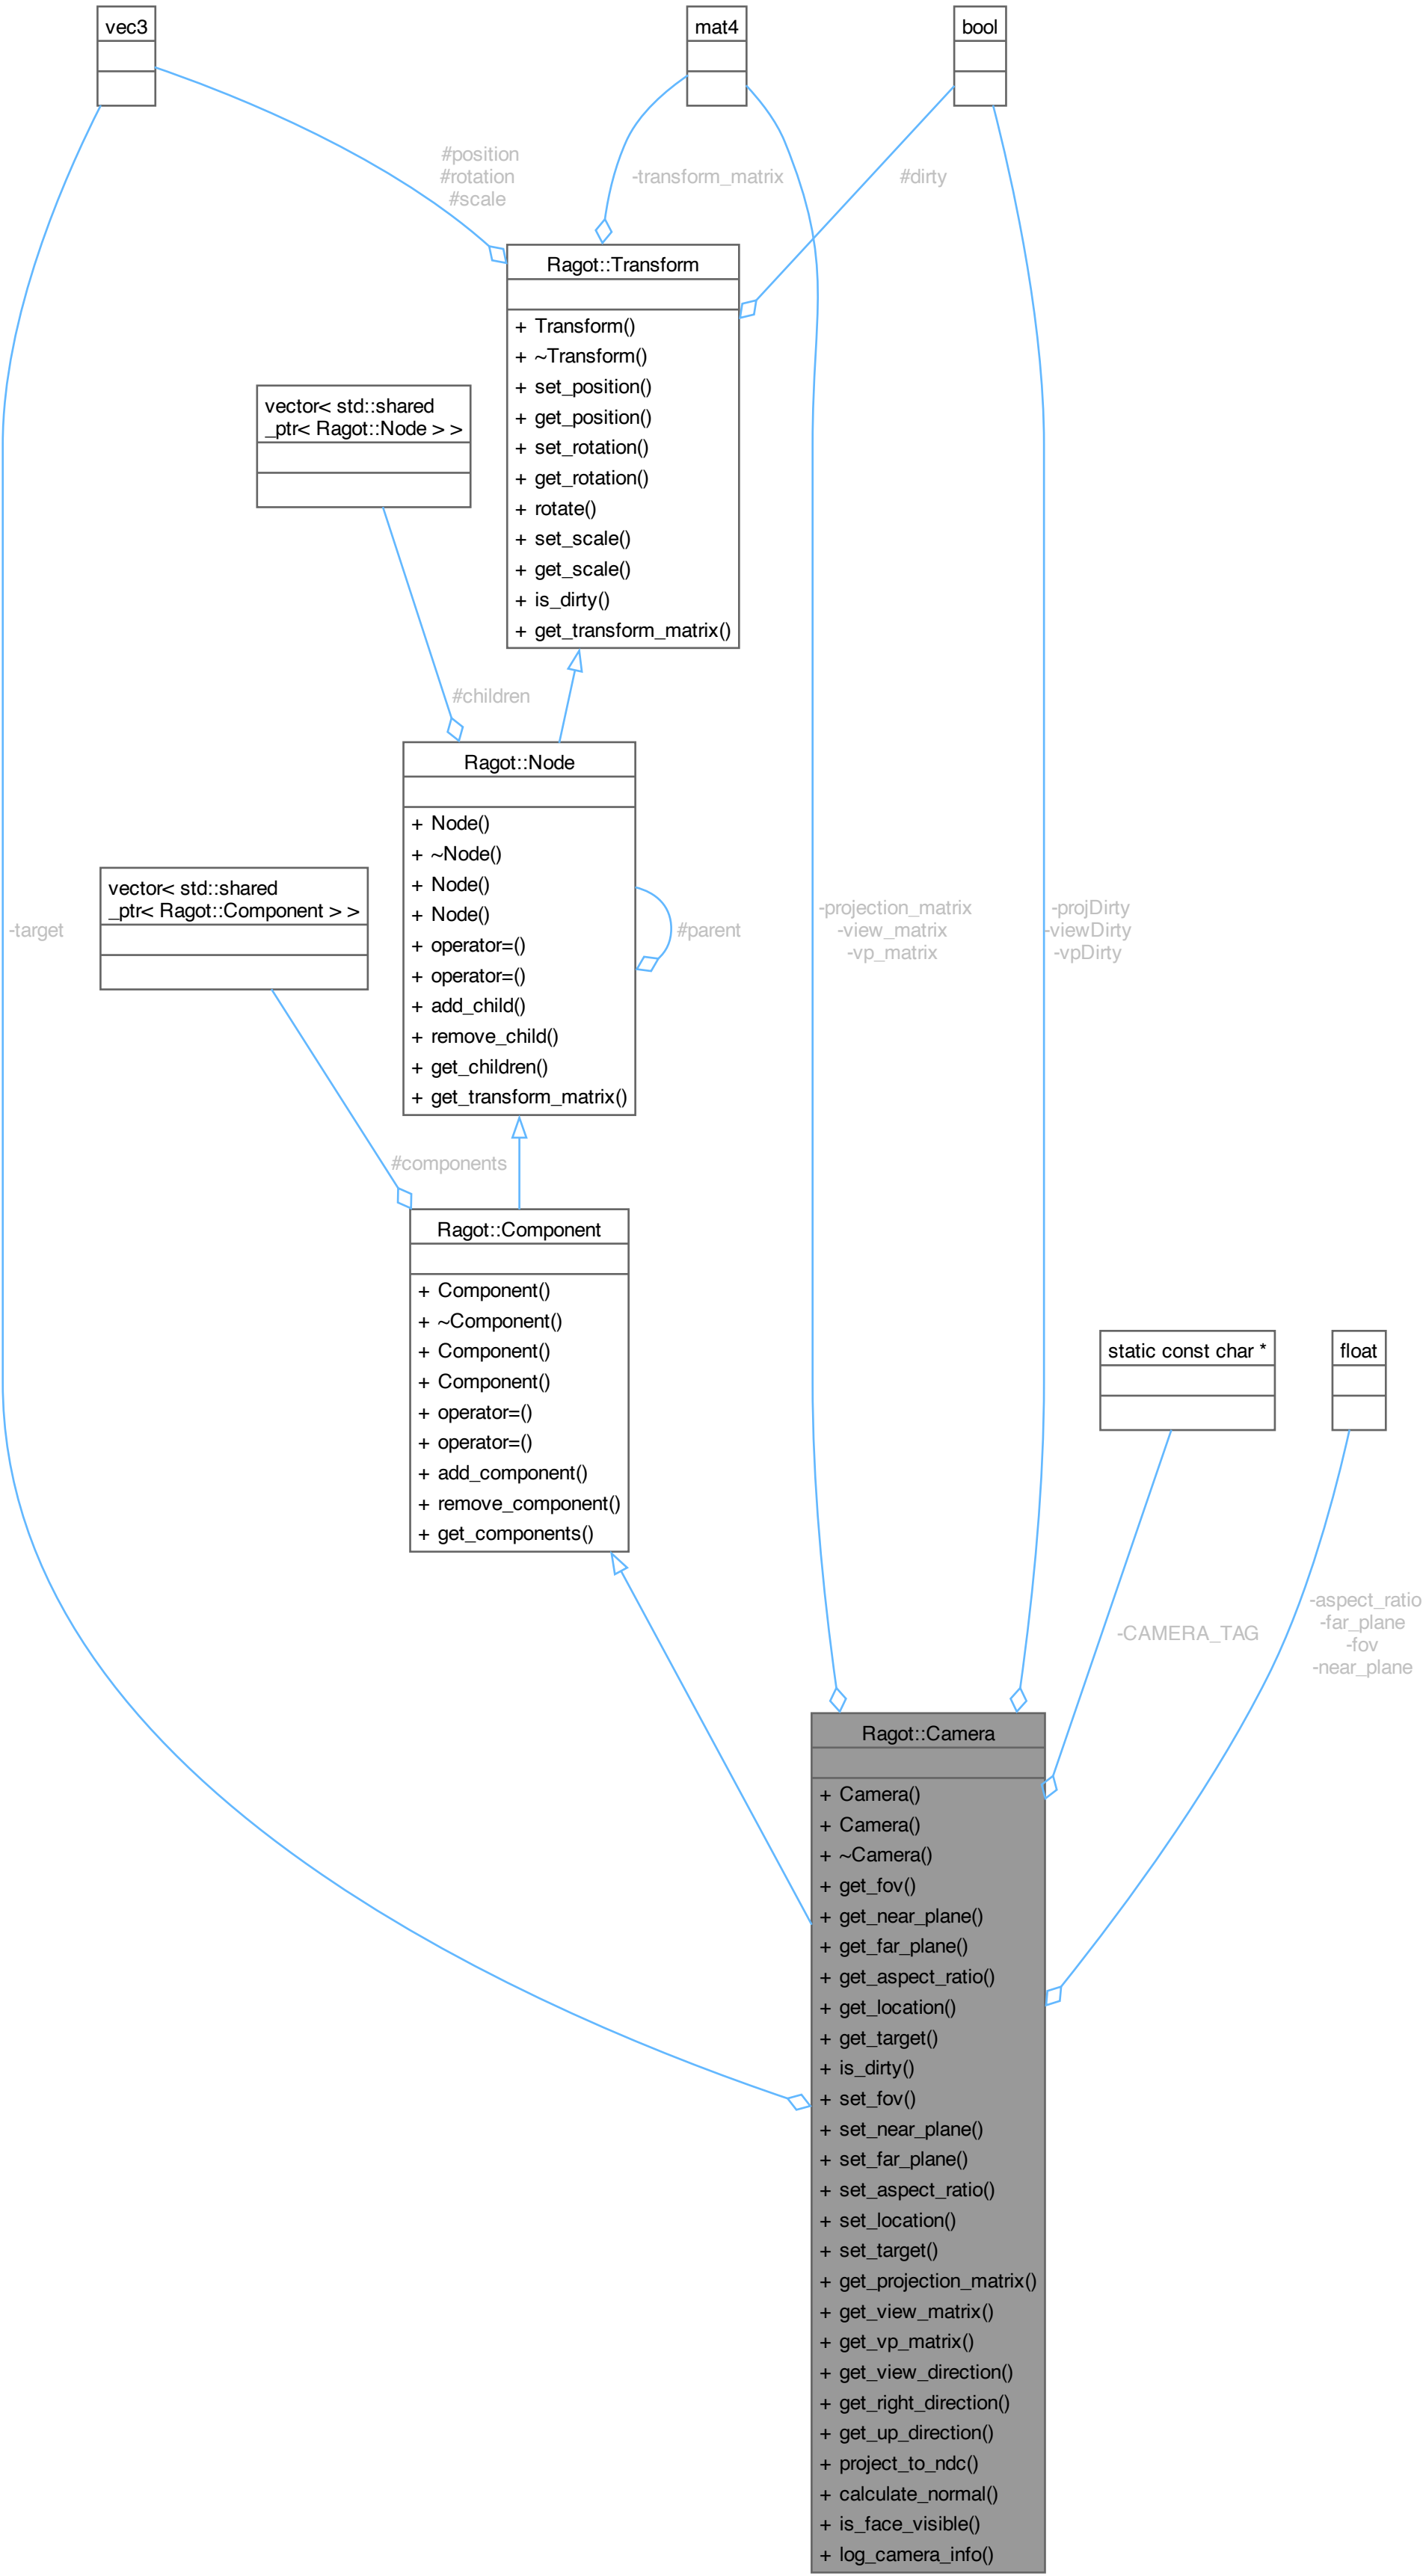 vec3
mat4
bool
#position
#rotation
#scale
-transform_matrix
#dirty
Ragot::Transform
+ Transform()
+ ~Transform()
+ set_position()
+ get_position()
+ set_rotation()
+ get_rotation()
+ rotate()
+ set_scale()
+ get_scale()
+ is_dirty()
+ get_transform_matrix()
vector< std::shared
_ptr< Ragot::Node > >
#children
Ragot::Node
+ Node()
+ ~Node()
+ Node()
+ Node()
+ operator=()
+ operator=()
+ add_child()
+ remove_child()
+ get_children()
+ get_transform_matrix()
#parent
vector< std::shared
_ptr< Ragot::Component > >
-target
-projection_matrix
-view_matrix
-vp_matrix
-projDirty
-viewDirty
-vpDirty
#components
Ragot::Component
+ Component()
+ ~Component()
+ Component()
+ Component()
+ operator=()
+ operator=()
+ add_component()
+ remove_component()
+ get_components()
static const char *
float
-CAMERA_TAG
-aspect_ratio
-far_plane
-fov
-near_plane
Ragot::Camera
+ Camera()
+ Camera()
+ ~Camera()
+ get_fov()
+ get_near_plane()
+ get_far_plane()
+ get_aspect_ratio()
+ get_location()
+ get_target()
+ is_dirty()
+ set_fov()
+ set_near_plane()
+ set_far_plane()
+ set_aspect_ratio()
+ set_location()
+ set_target()
+ get_projection_matrix()
+ get_view_matrix()
+ get_vp_matrix()
+ get_view_direction()
+ get_right_direction()
+ get_up_direction()
+ project_to_ndc()
+ calculate_normal()
+ is_face_visible()
+ log_camera_info()